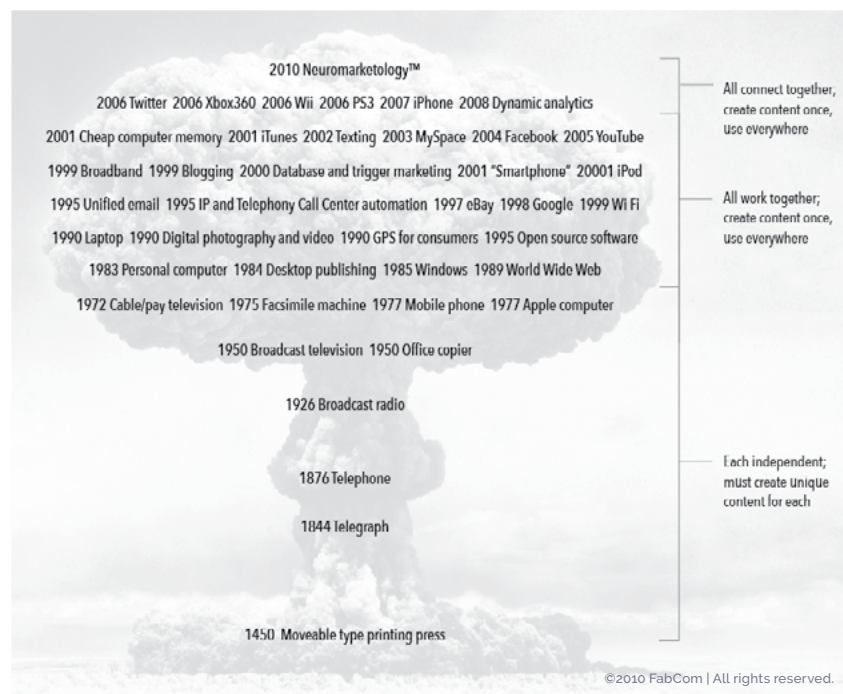 2010 Neuromarketology™
2006 Twitter 2006 Xbox360 2006 Wii 2006 PS3 2007 iPhone 2008 Dynamic analytics
2001 Cheap computer memory 2001 iTunes 2002 Texting 2003 MySpace 2004 Facebook 2005 YouTube
1999 Broadband 1999 Blogging 2000 Database and trigger marketing 2001 "Smartphone" 20001 iPod
1995 Unified email 1995 IP and Telephony Call Center automation 1997 eBay 1998 Google 1999 Wi Fi
1990 Laptop 1990 Digital photography and video 1990 GPS for consumers 1995 Open source software
1983 Personal computer 1984 Desktop publishing 1985 Windows 1989 World Wide Web
1972 Cable/pay television 1975 Facsimile machine 1977 Mobile phone 1977 Apple computer
1950 Broadcast television 1950 Office copier
1926 Broadcast radio
1876 Telephone
1844 Telegraph
1450 Moveable type printing press
All connect together;
create content once,
use everywhere
All work together;
create content once,
use everywhere
Each independent;
must create unique
content for each
©2010 FabCom | All rights reserved.